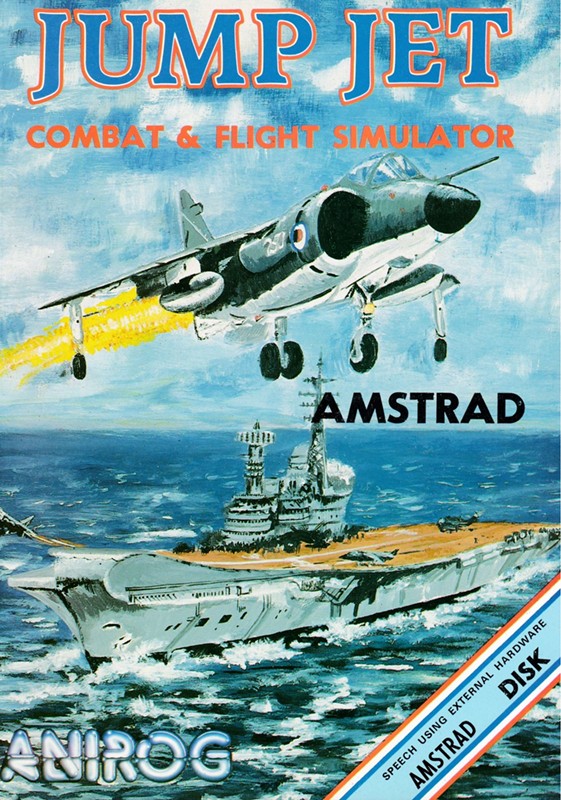 JUMP JET
COMBAT & FLIGHT SIMULATOR
AMSTRAD
SPEECH USING EXTERNAL HARDWARE
AMSTRAD DISK
ANIROG